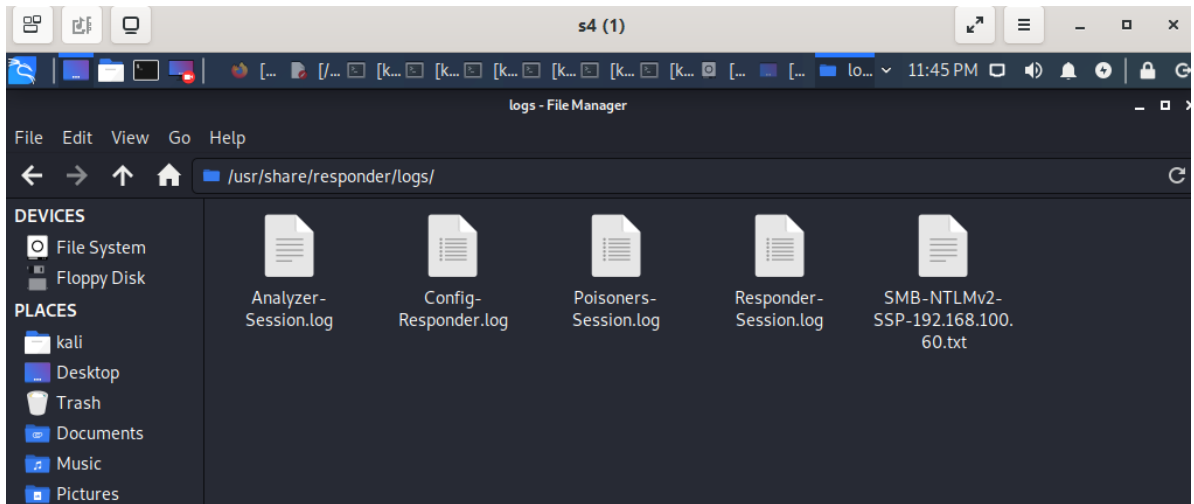 s4 (1)
[... [/... [k... [k... [k... [k... [k... [k... [... [... lo... 11:45 PM
logs - File Manager
File Edit View Go Help
/usr/share/responder/logs/
DEVICES
File System
Floppy Disk
PLACES
kali
Desktop
Trash
Documents
Music
Pictures
Analyzer-
Session.log
Config-
Responder.log
Poisoners-
Session.log
Responder-
Session.log
SMB-NTLMv2-
SSP-192.168.100.
60.txt